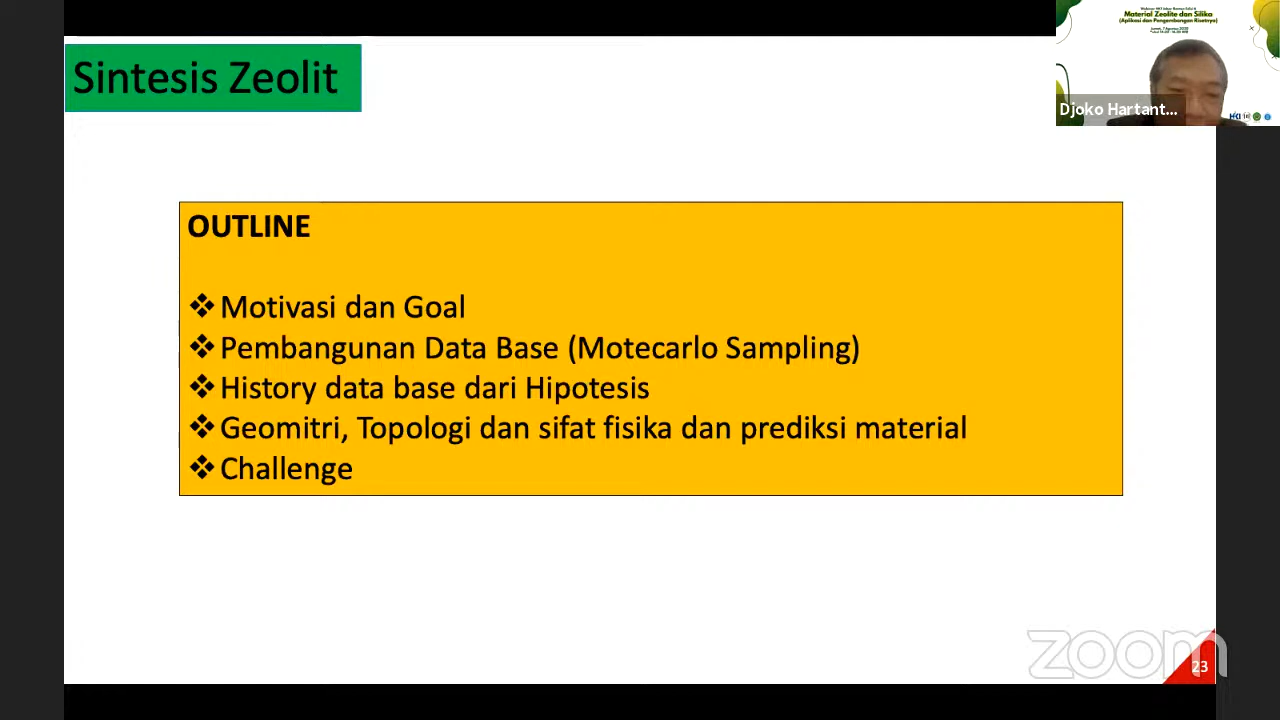 Sintesis Zeolit
Material Zeolite dan Silika
(Aplikasi dan Pengembangan Risetnya)
Djoko Hartant...
OUTLINE
❖ Motivasi dan Goal
❖ Pembangunan Data Base (Motecarlo Sampling)
❖ History data base dari Hipotesis
❖ Geomitri, Topologi dan sifat fisika dan prediksi material
❖ Challenge
zoom
23